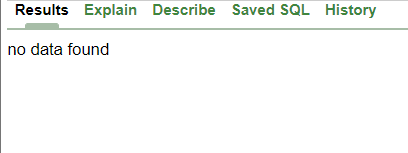 Results Explain Describe Saved SQL History
no data found